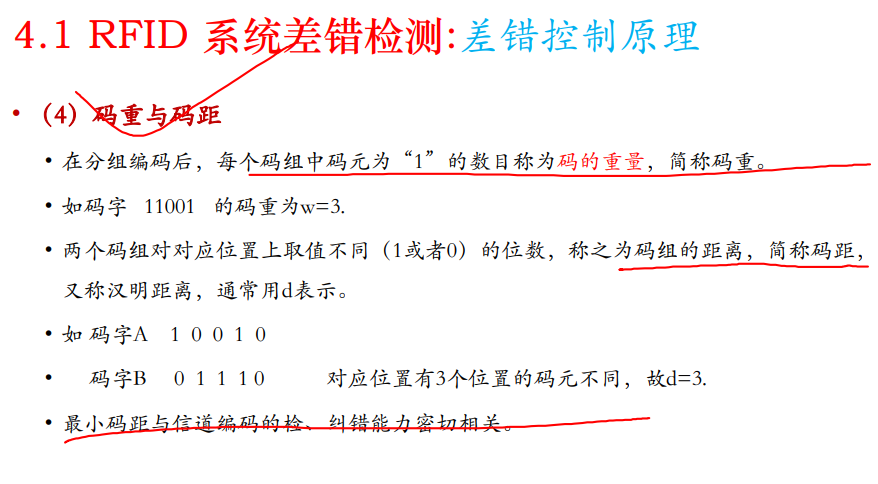 4.1 RFID 系统差错检测:差错控制原理
• （4）码重与码距
• 在分组编码后，每个码组中码元为“1”的数目称为码的重量，简称码重。
• 如码字 11001 的码重为w=3.
• 两个码组对对应位置上取值不同（1或者0）的位数，称之为码组的距离，简称码距，
又称汉明距离，通常用d表示。
• 如 码字A 1 0 0 1 0
• 码字B 0 1 1 1 0 对应位置有3个位置的码元不同，故d=3.
• 最小码距与信道编码的检、纠错能力密切相关。